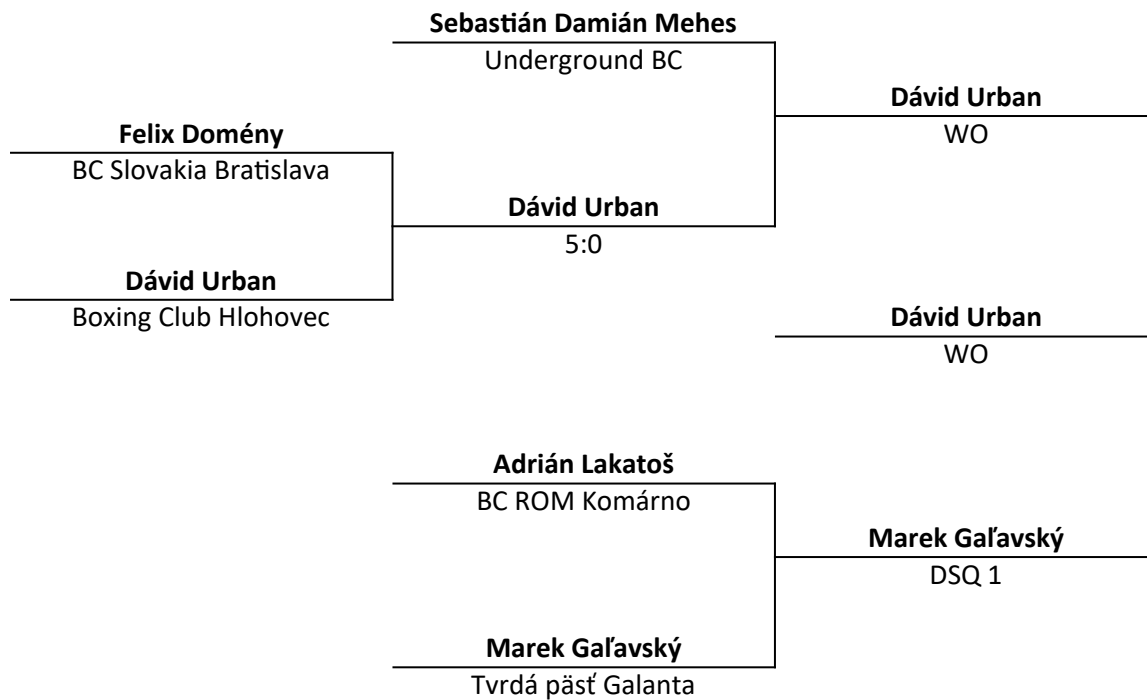 Sebastián Damián Mehes
Underground BC
Dávid Urban
WO
Felix Domény
BC Slovakia Bratislava
Dávid Urban
5:0
Dávid Urban
Boxing Club Hlohovec
Dávid Urban
WO
Adrián Lakatoš
BC ROM Komárno
Marek Gaľavský
DSQ 1
Marek Gaľavský
Tvrdá päsť Galanta